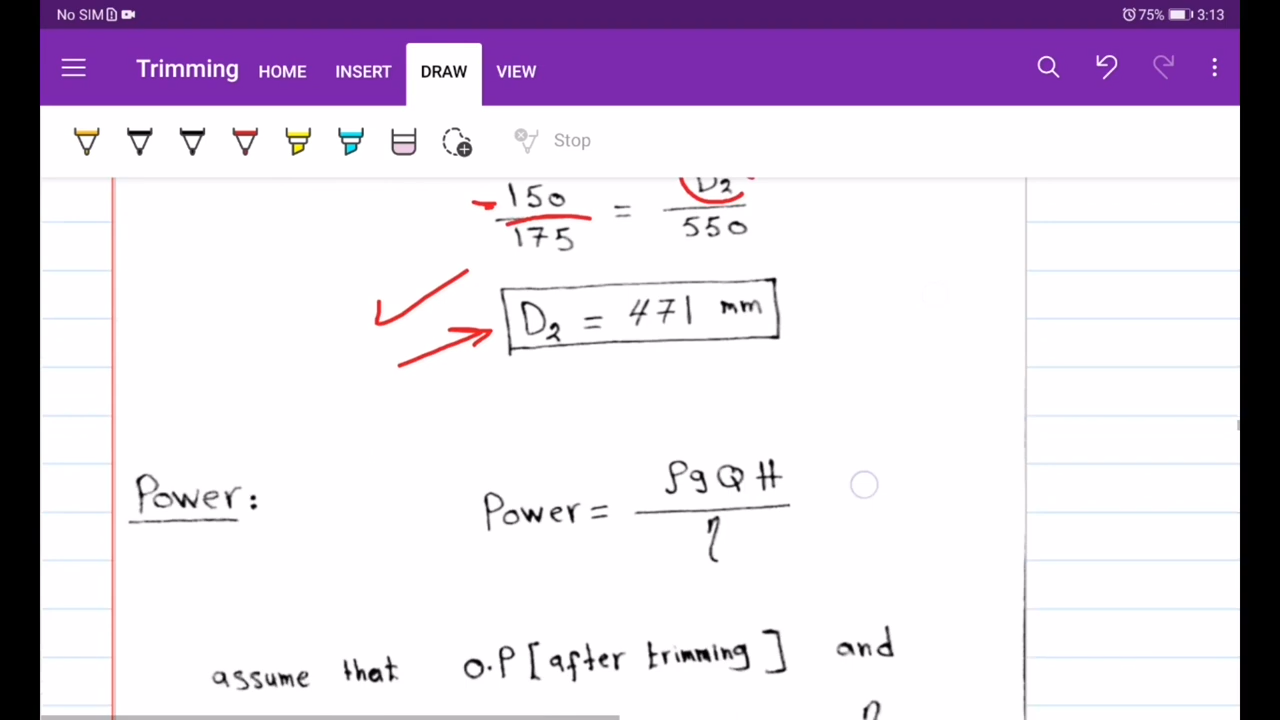 No SIM 75% 3:13
Trimming HOME INSERT DRAW VIEW
Stop
150 = D₂
175 550
D₂ = 471 mm
Power: Power = ρgQH
η
assume that O.P [after trimming] and
η